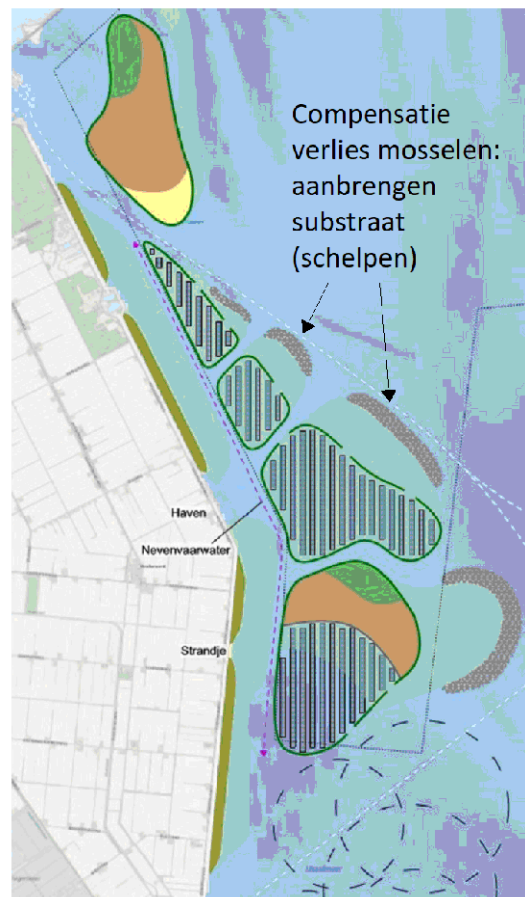 Compensatie
verlies mosselen:
aanbrengen
substraat
(schelpen)
Haven
Nevenvaarwater
Strandje